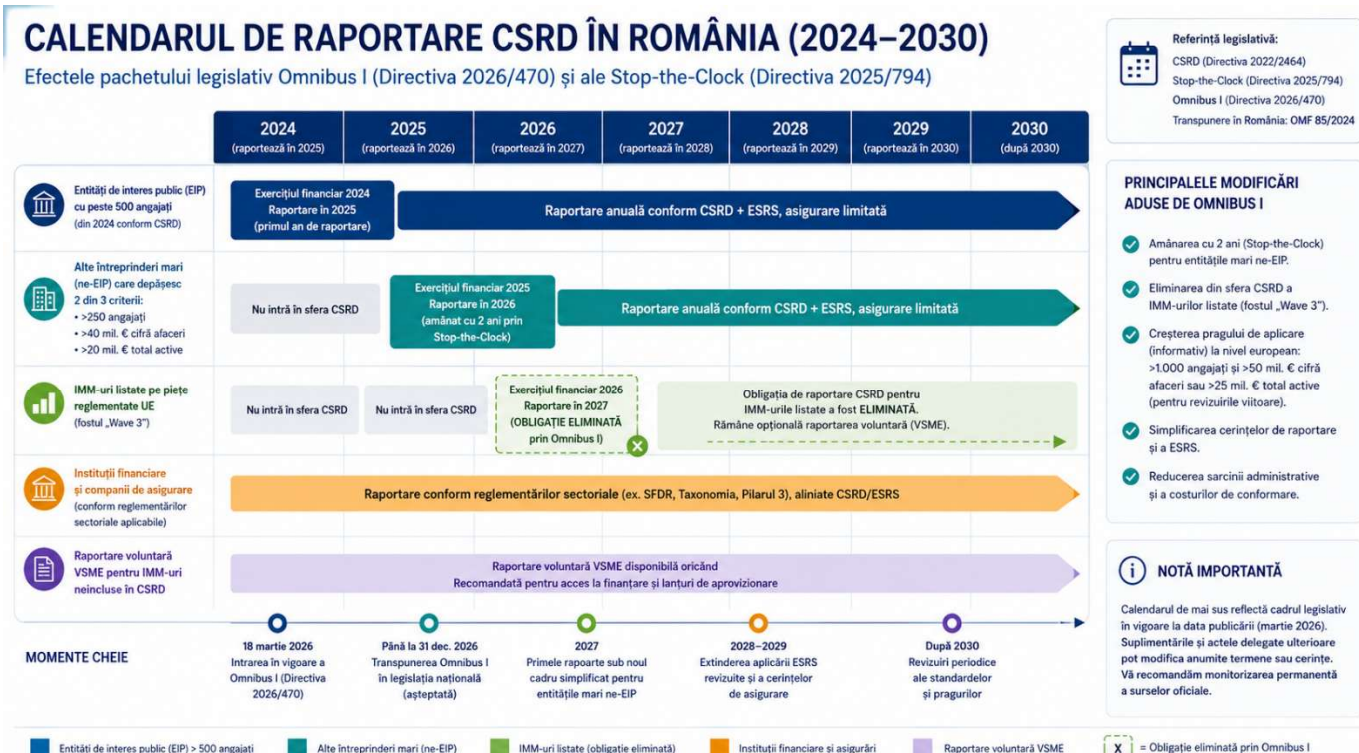 CALENDARUL DE RAPORTARE CSRD ÎN ROMÂNIA (2024–2030)
Efectele pachetului legislativ Omnibus I (Directiva 2026/470) și ale Stop-the-Clock (Directiva 2025/794)
Referință legislativă:
CSRD (Directiva 2022/2464)
Stop-the-Clock (Directiva 2025/794)
Omnibus I (Directiva 2026/470)
Transpunere în România: OMF 85/2024
2024
(raportează în 2025)
2025
(raportează în 2026)
2026
(raportează în 2027)
2027
(raportează în 2028)
2028
(raportează în 2029)
2029
(raportează în 2030)
2030
(după 2030)
Entități de interes public (EIP)
cu peste 500 angajați
(din 2024 conform CSRD)
Exercițiul financiar 2024
Raportare în 2025
(primul an de raportare)
Raportare anuală conform CSRD + ESRS, asigurare limitată
Alte întreprinderi mari
(ne-EIP) care depășesc
2 din 3 criterii:
• >250 angajați
• >40 mil. € cifră afaceri
• >20 mil. € total active
Nu intră în sfera CSRD
Exercițiul financiar 2025
Raportare în 2026
(amânat cu 2 ani prin
Stop-the-Clock)
Raportare anuală conform CSRD + ESRS, asigurare limitată
IMM-uri listate pe piețe
reglementate UE
(fostul „Wave 3”)
Nu intră în sfera CSRD
Nu intră în sfera CSRD
Exercițiul financiar 2026
Raportare în 2027
(OBLIGAȚIE ELIMINATĂ
prin Omnibus I)
Obligația de raportare CSRD pentru
IMM-urile listate a fost ELIMINATĂ.
Rămâne opțională raportarea voluntară (VSME).
Instituții financiare
și companii de asigurare
(conform reglementărilor
sectoriale aplicabile)
Raportare conform reglementărilor sectoriale (ex. SFDR, Taxonomia, Pilarul 3), aliniate CSRD/ESRS
Raportare voluntară
VSME pentru IMM-uri
neincluse în CSRD
Raportare voluntară VSME disponibilă oricând
Recomandată pentru acces la finanțare și lanțuri de aprovizionare
MOMENTE CHEIE
18 martie 2026
Intrarea în vigoare a
Omnibus I (Directiva
2026/470)
Până la 31 dec. 2026
Transpunerea Omnibus I
în legislația națională
(așteptată)
2027
Primele rapoarte sub noul
cadru simplificat pentru
entitățile mari ne-EIP
2028–2029
Extinderea aplicării ESRS
revizuite și a cerințelor
de asigurare
După 2030
Revizuiri periodice
ale standardelor
și pragurilor
PRINCIPALELE MODIFICĂRI
ADUSE DE OMNIBUS I
Amânarea cu 2 ani (Stop-the-Clock)
pentru entitățile mari ne-EIP.
Eliminarea din sfera CSRD a
IMM-urilor listate (fostul „Wave 3”).
Creșterea pragului de aplicare
(informativ) la nivel european:
>1.000 angajați și >50 mil. € cifră
afaceri sau >25 mil. € total active
(pentru revizuirile viitoare).
Simplificarea cerințelor de raportare
și a ESRS.
Reducerea sarcinii administrative
și a costurilor de conformare.
NOTĂ IMPORTANTĂ
Calendarul de mai sus reflectă cadrul legislativ
în vigoare la data publicării (martie 2026).
Suplimentările și actele delegate ulterioare
pot modifica anumite termene sau cerințe.
Vă recomandăm monitorizarea permanentă
a surselor oficiale.
Entităţi de interes public (EIP) > 500 angajaţi
Alte întreprinderi mari (ne-EIP)
IMM-uri listate (obligație eliminată)
Instituții financiare și asigurări
Raportare voluntară VSME
X = Obligație eliminată prin Omnibus I